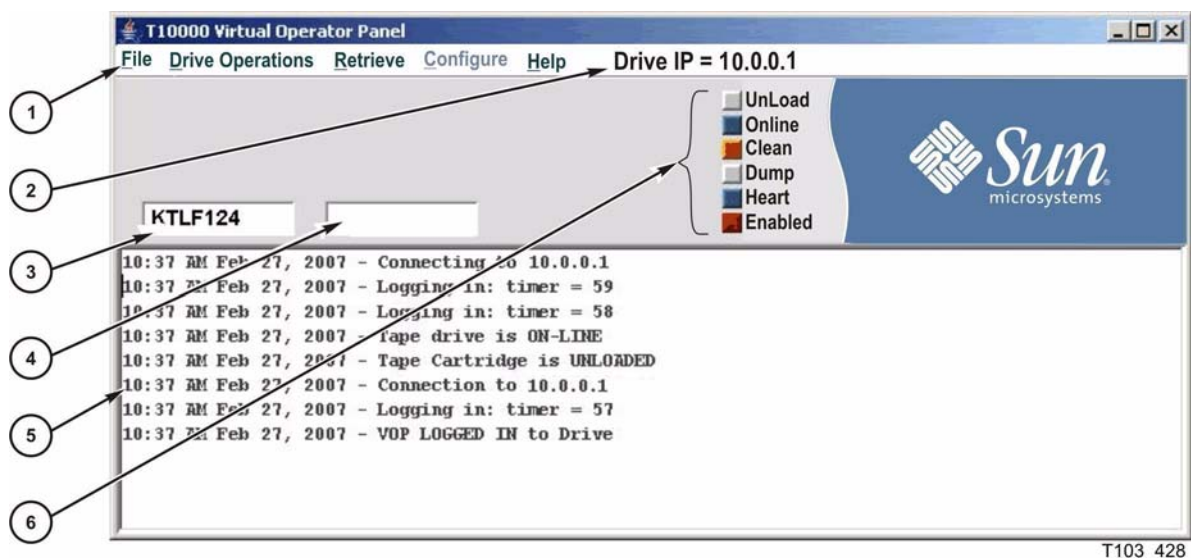 T10000 Virtual Operator Panel
File Drive Operations Retrieve Configure Help Drive IP = 10.0.0.1
1
UnLoad
Online
Clean
Dump
Heart
Enabled
Sun
microsystems
2
KTLF124
3
10:37 AM Feb 27, 2007 - Connecting to 10.0.0.1
10:37 AM Feb 27, 2007 - Logging in: timer = 59
10:37 AM Feb 27, 2007 - Logging in: timer = 58
10:37 AM Feb 27, 2007 - Tape drive is ON-LINE
4
10:37 AM Feb 27, 2007 - Tape Cartridge is UNLOADED
10:37 AM Feb 27, 2007 - Connection to 10.0.0.1
10:37 AM Feb 27, 2007 - Logging in: timer = 57
5
10:37 AM Feb 27, 2007 - VOP LOGGED IN to Drive
6
T103_428